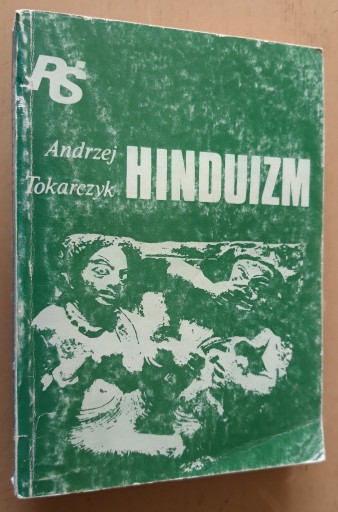 RŚ
Andrzej
Tokarczyk
HINDUIZM